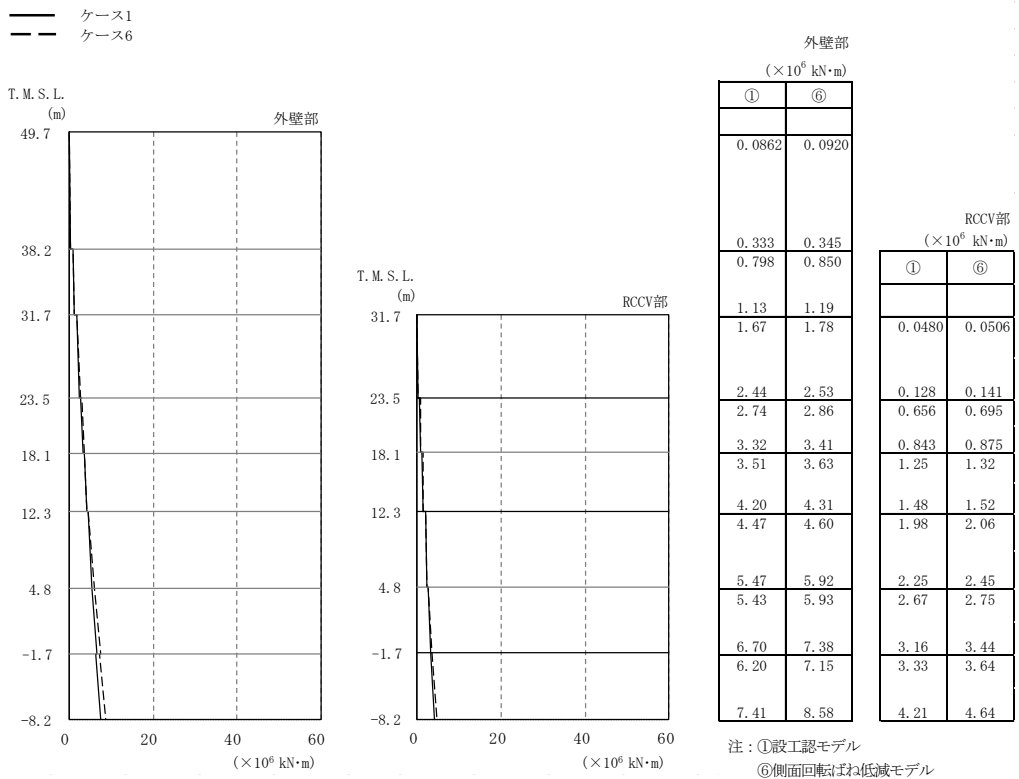 ケース1
ケース6
T.M.S.L.
(m)
外壁部
49.7
38.2
31.7
23.5
18.1
12.3
4.8
-1.7
-8.2
0 20 40 60
(×10⁶ kN・m)
T.M.S.L.
(m)
RCCV部
31.7
23.5
18.1
12.3
4.8
-1.7
-8.2
0 20 40 60
(×10⁶ kN・m)
外壁部
(×10⁶ kN・m)
① ⑥
0.0862 0.0920
0.333 0.345
0.798 0.850
1.13 1.19
1.67 1.78
2.44 2.53
2.74 2.86
3.32 3.41
3.51 3.63
4.20 4.31
4.47 4.60
5.47 5.92
5.43 5.93
6.70 7.38
6.20 7.15
7.41 8.58
RCCV部
(×10⁶ kN・m)
① ⑥
0.0480 0.0506
0.128 0.141
0.656 0.695
0.843 0.875
1.25 1.32
1.48 1.52
1.98 2.06
2.25 2.45
2.67 2.75
3.16 3.44
3.33 3.64
4.21 4.64
注：①設工認モデル
⑥側面回転ばね低減モデル